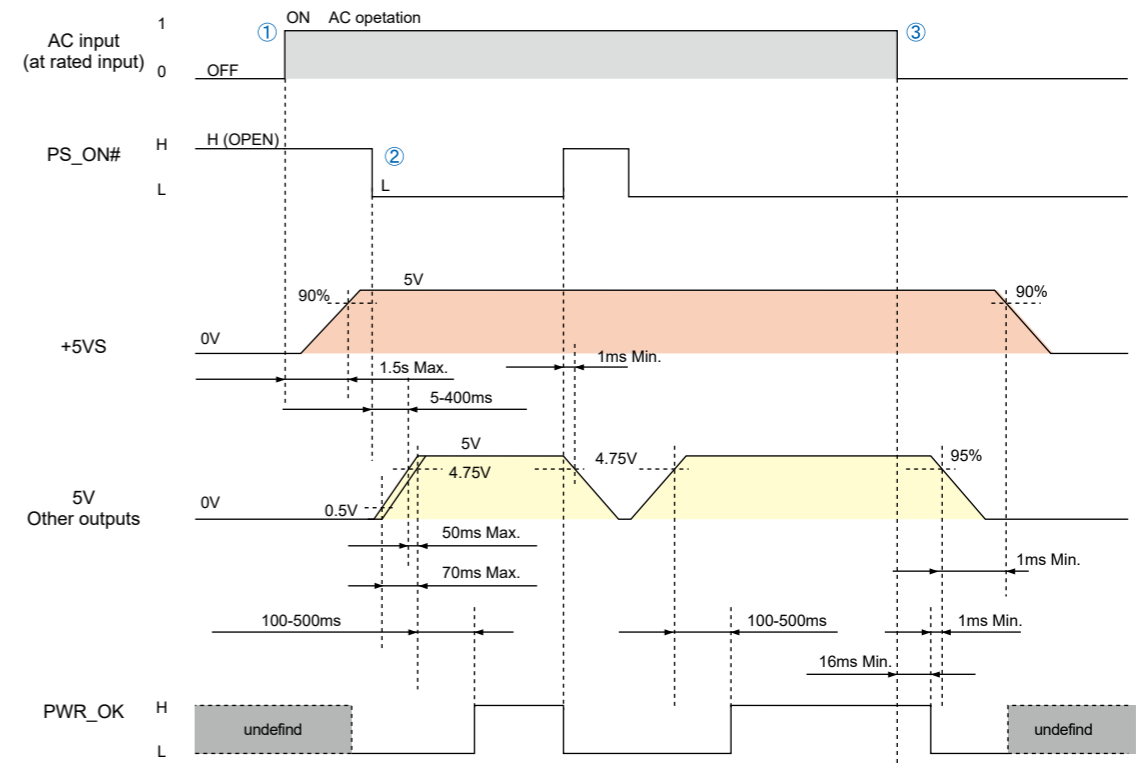 ON AC opetation
AC input
(at rated input)
1
0
OFF
①
③
PS_ON#
H
L
H (OPEN)
②
L
+5VS
0V
90%
5V
90%
1.5s Max.
1ms Min.
5-400ms
5V
Other outputs
0V
0.5V
5V
4.75V
4.75V
95%
50ms Max.
70ms Max.
1ms Min.
100-500ms
100-500ms
1ms Min.
16ms Min.
PWR_OK
H
L
undefind
undefind